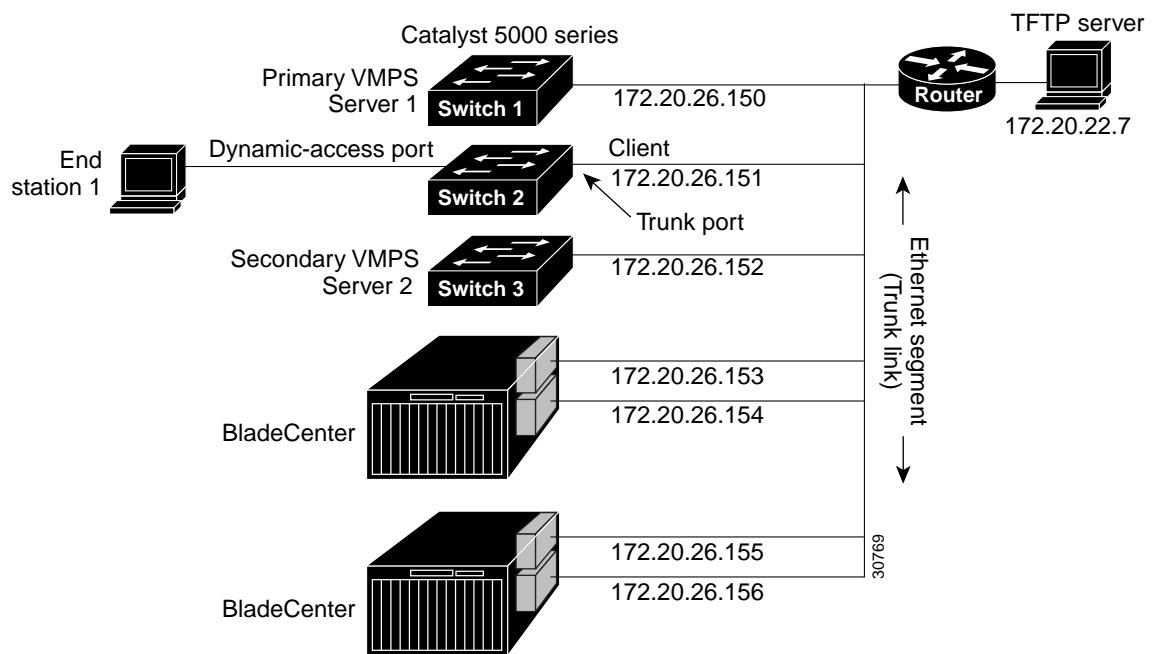 Catalyst 5000 series
TFTP server
Primary VMPS
Server 1
Switch 1
172.20.26.150
Router
172.20.22.7
End
station 1
Dynamic-access port
Switch 2
Client
172.20.26.151
Trunk port
Secondary VMPS
Server 2
Switch 3
172.20.26.152
Ethernet segment
(Trunk link)
BladeCenter
172.20.26.153
172.20.26.154
BladeCenter
172.20.26.155
172.20.26.156
30769